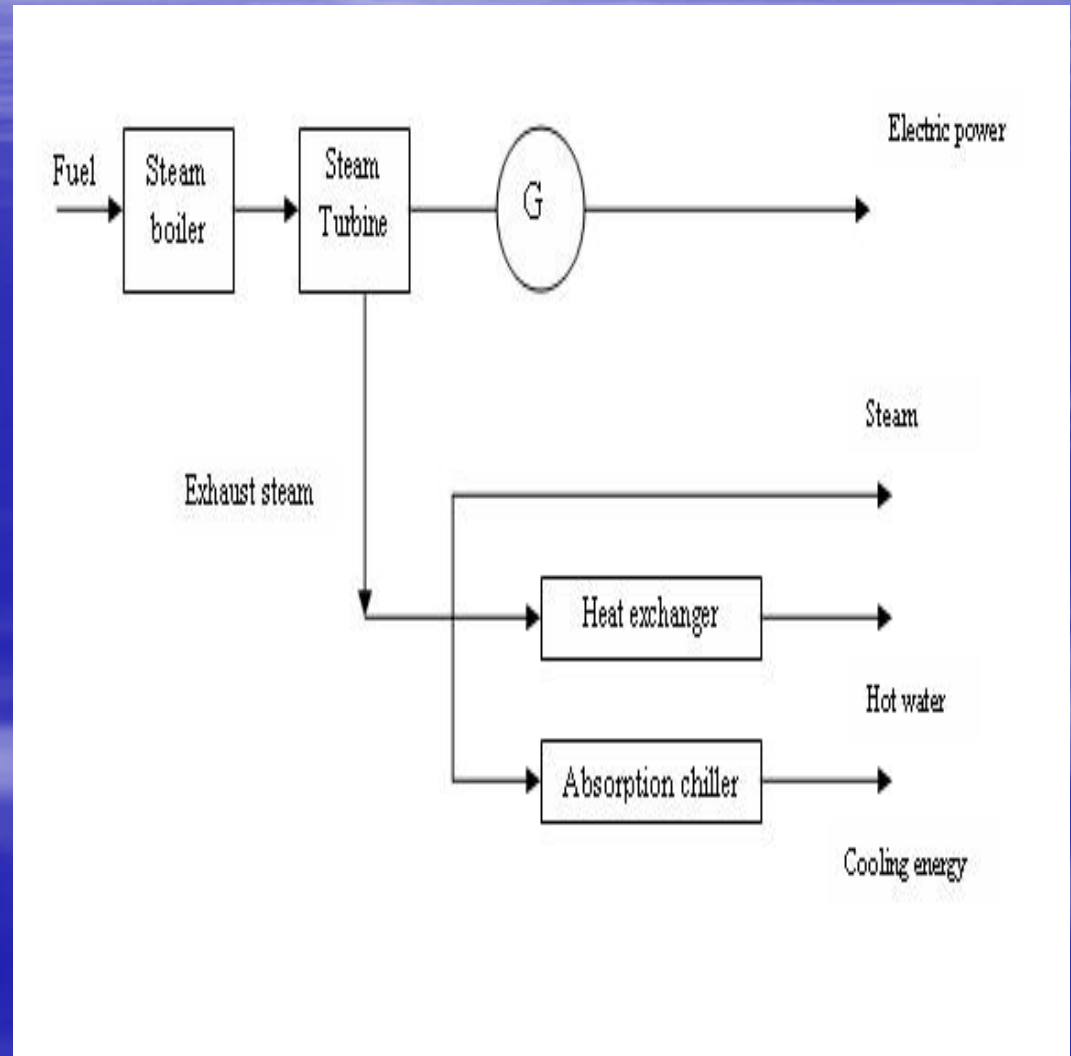 Electric power
Fuel
Steam
boiler
Steam
Turbine
G
Steam
Exhaust steam
Heat exchanger
Hot water
Absorption chiller
Cooling energy